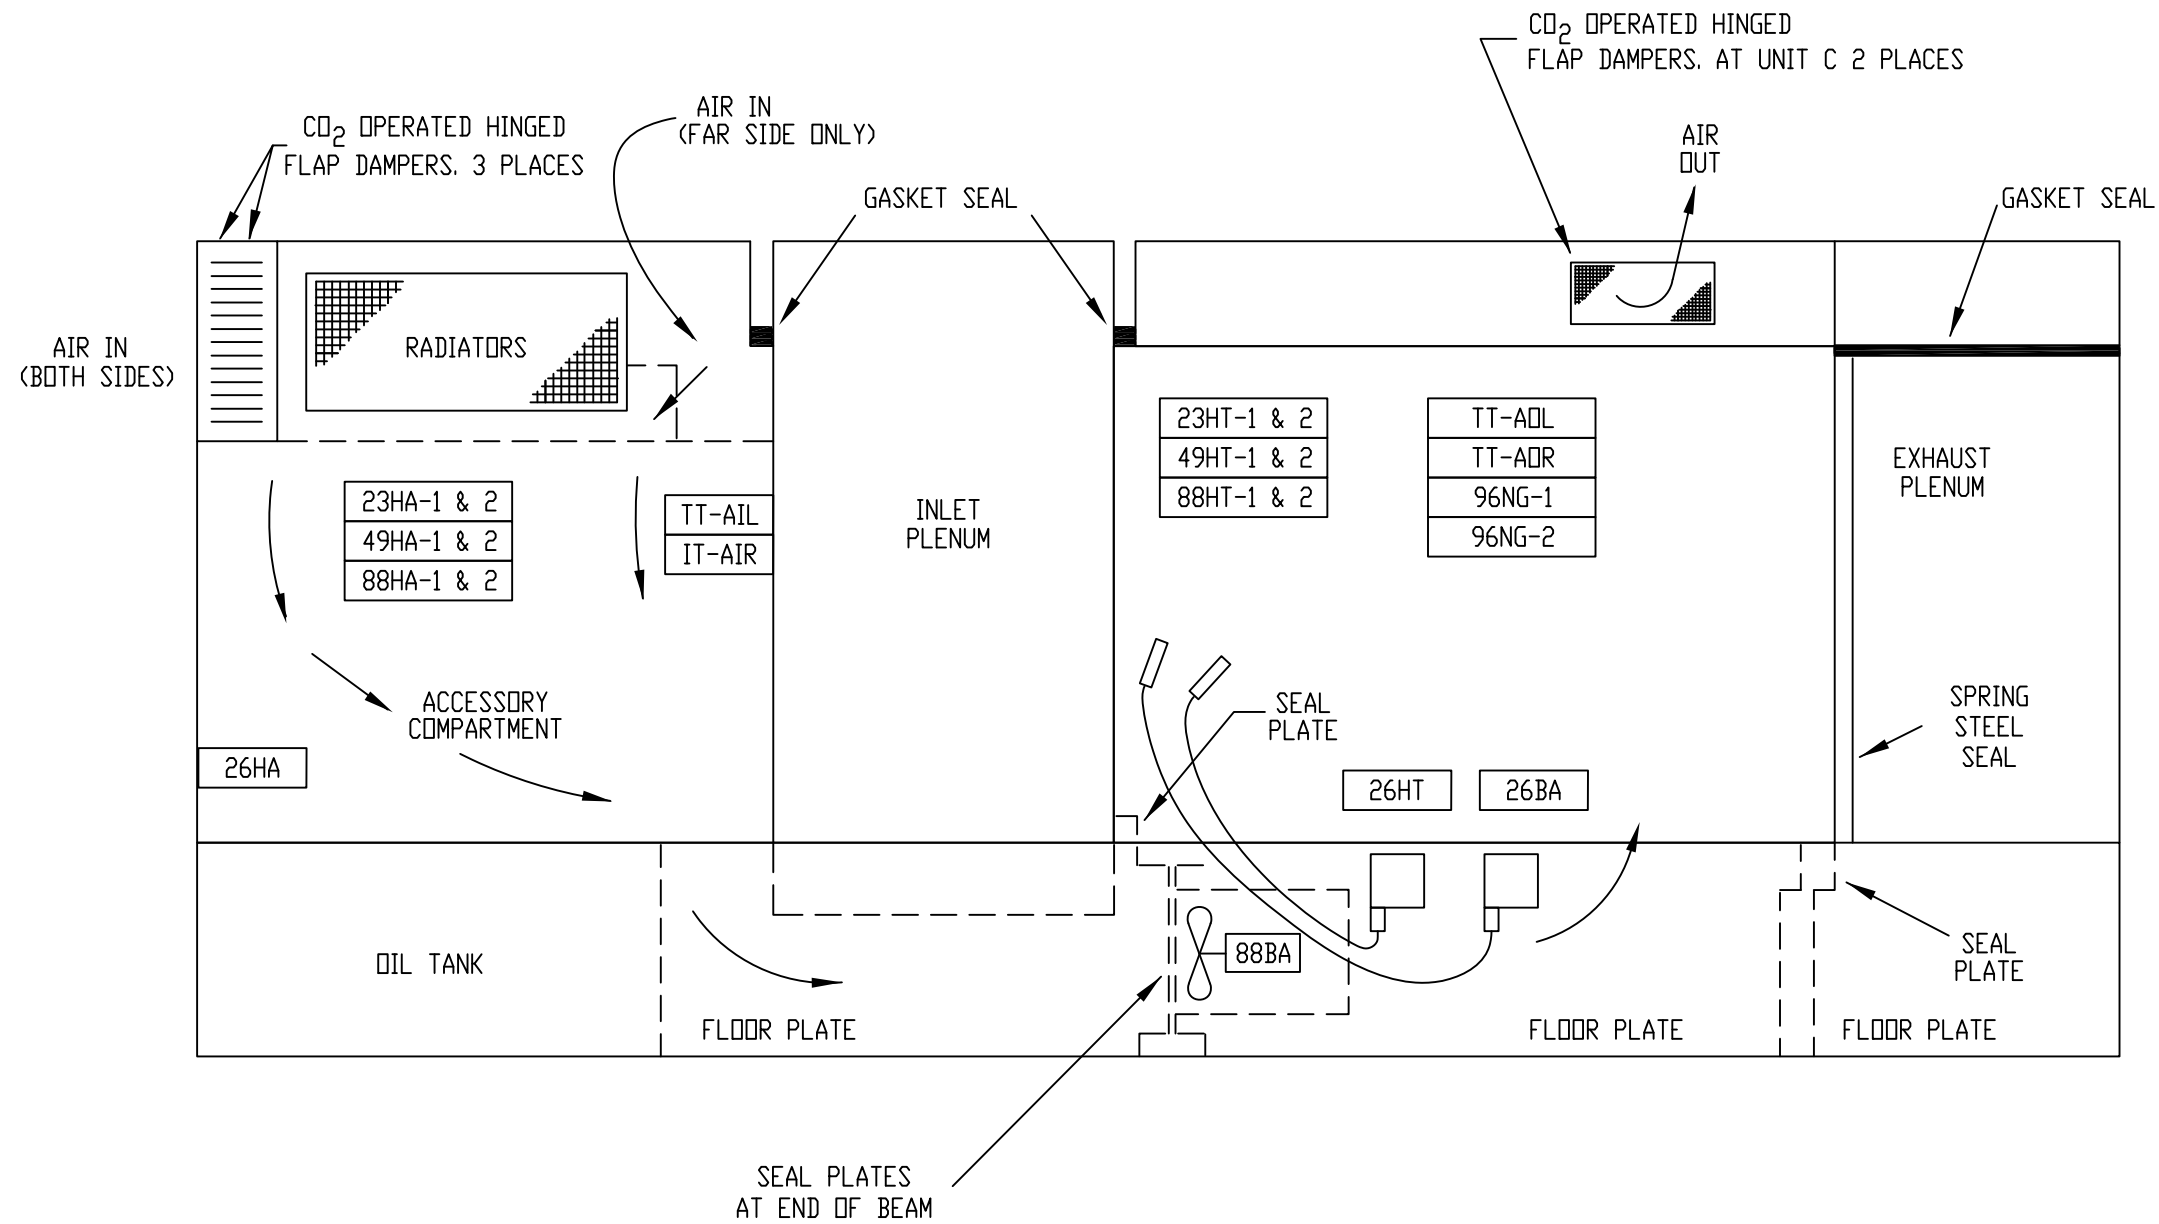 CO2 OPERATED HINGED
FLAP DAMPERS. AT UNIT C 2 PLACES
AIR IN
(FAR SIDE ONLY)
CO2 OPERATED HINGED
FLAP DAMPERS. 3 PLACES
AIR
OUT
GASKET SEAL
GASKET SEAL
AIR IN
(BOTH SIDES)
RADIATORS
23HT-1 & 2
49HT-1 & 2
88HT-1 & 2
TT-AOL
TT-AOR
96NG-1
96NG-2
EXHAUST
PLENUM
23HA-1 & 2
49HA-1 & 2
88HA-1 & 2
TT-AIL
IT-AIR
INLET
PLENUM
ACCESSORY
COMPARTMENT
SEAL
PLATE
SPRING
STEEL
SEAL
26HA
26HT
26BA
OIL TANK
88BA
SEAL
PLATE
FLOOR PLATE
FLOOR PLATE
FLOOR PLATE
SEAL PLATES
AT END OF BEAM